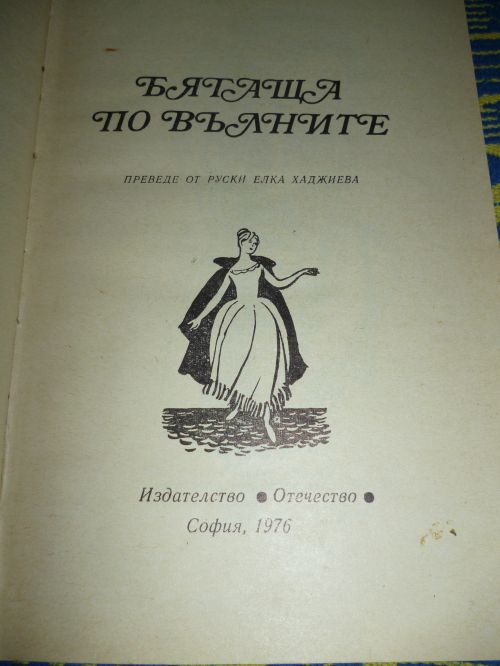 БЯГАЩА
ПО ВЪЛНИТЕ
ПРЕВЕДЕ ОТ РУСКИ ЕЛКА ХАДЖИЕВА
Издателство ● Отечество ●
София, 1976